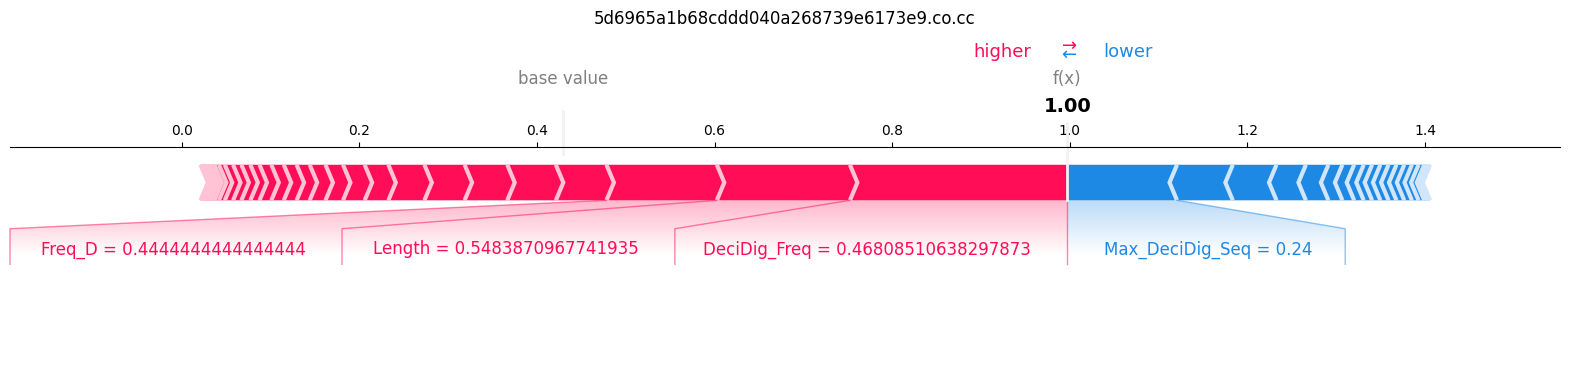 5d6965a1b68cddd040a268739e6173e9.co.cc
higher → ← lower
base value f(x)
1.00
0.0 0.2 0.4 0.6 0.8 1.0 1.2 1.4
Freq_D = 0.4444444444444444 Length = 0.5483870967741935 DeciDig_Freq = 0.46808510638297873 Max_DeciDig_Seq = 0.24